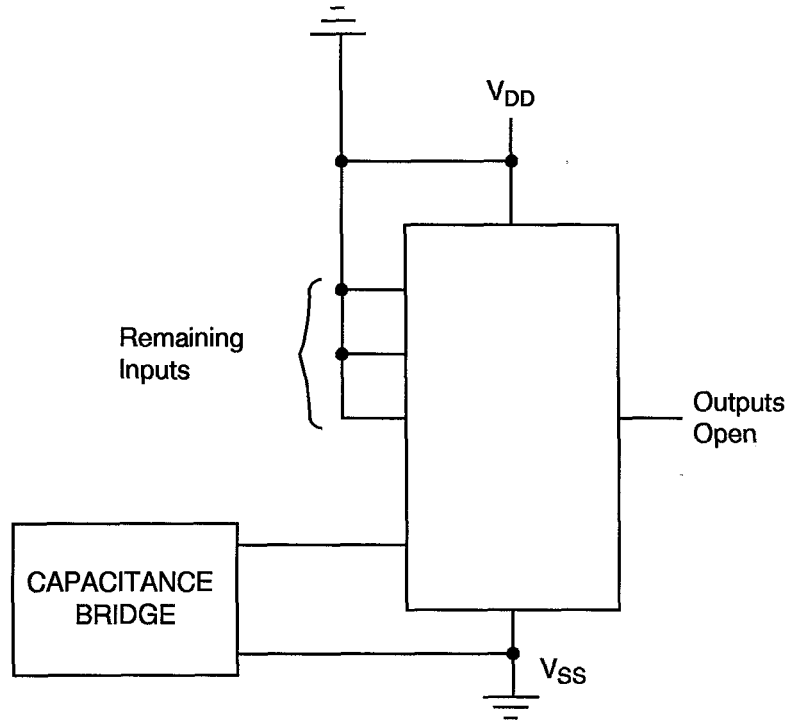 V_DD
Remaining
Inputs
Outputs
Open
CAPACITANCE
BRIDGE
V_SS